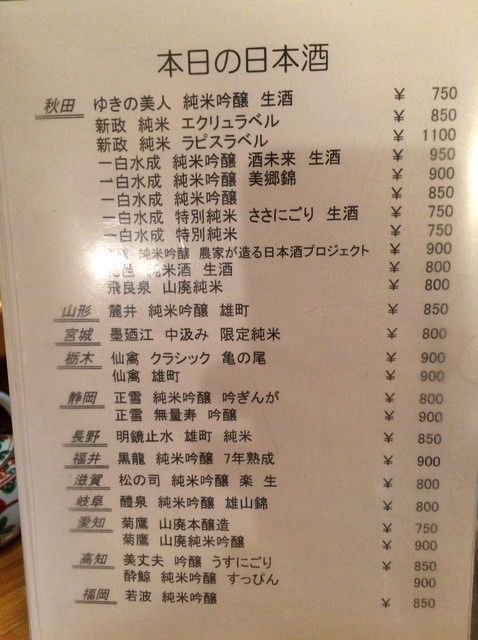 本日の日本酒
秋田 ゆきの美人 純米吟醸 生酒 ¥ 750
新政 純米 エクリュラベル ¥ 850
新政 純米 ラピスラベル ¥ 1100
一白水成 純米吟醸 酒未来 生酒 ¥ 950
一白水成 純米吟醸 美郷錦 ¥ 900
一白水成 純米吟醸 ¥ 850
一白水成 特別純米 ささにごり 生酒 ¥ 750
一白水成 特別純米 ¥ 750
純米吟醸 農家が造る日本酒プロジェクト ¥ 900
純米酒 生酒 ¥ 800
飛良泉 山廃純米 ¥ 800
山形 麓井 純米吟醸 雄町 ¥ 850
宮城 墨廼江 中汲み 限定純米 ¥ 800
栃木 仙禽 クラシック 亀の尾 ¥ 900
仙禽 雄町 ¥ 900
静岡 正雪 純米吟醸 吟ぎんが ¥ 800
正雪 無量寿 吟醸 ¥ 900
長野 明鏡止水 雄町 純米 ¥ 850
福井 黒龍 純米吟醸 7年熟成 ¥ 900
滋賀 松の司 純米吟醸 楽 生 ¥ 800
岐阜 醴泉 純米吟醸 雄山錦 ¥ 800
愛知 菊鷹 山廃本醸造 ¥ 750
菊鷹 山廃純米吟醸 ¥ 900
高知 美丈夫 吟醸 うすにごり ¥ 850
酔鯨 純米吟醸 すっぴん 900
福岡 若波 純米吟醸 ¥ 850